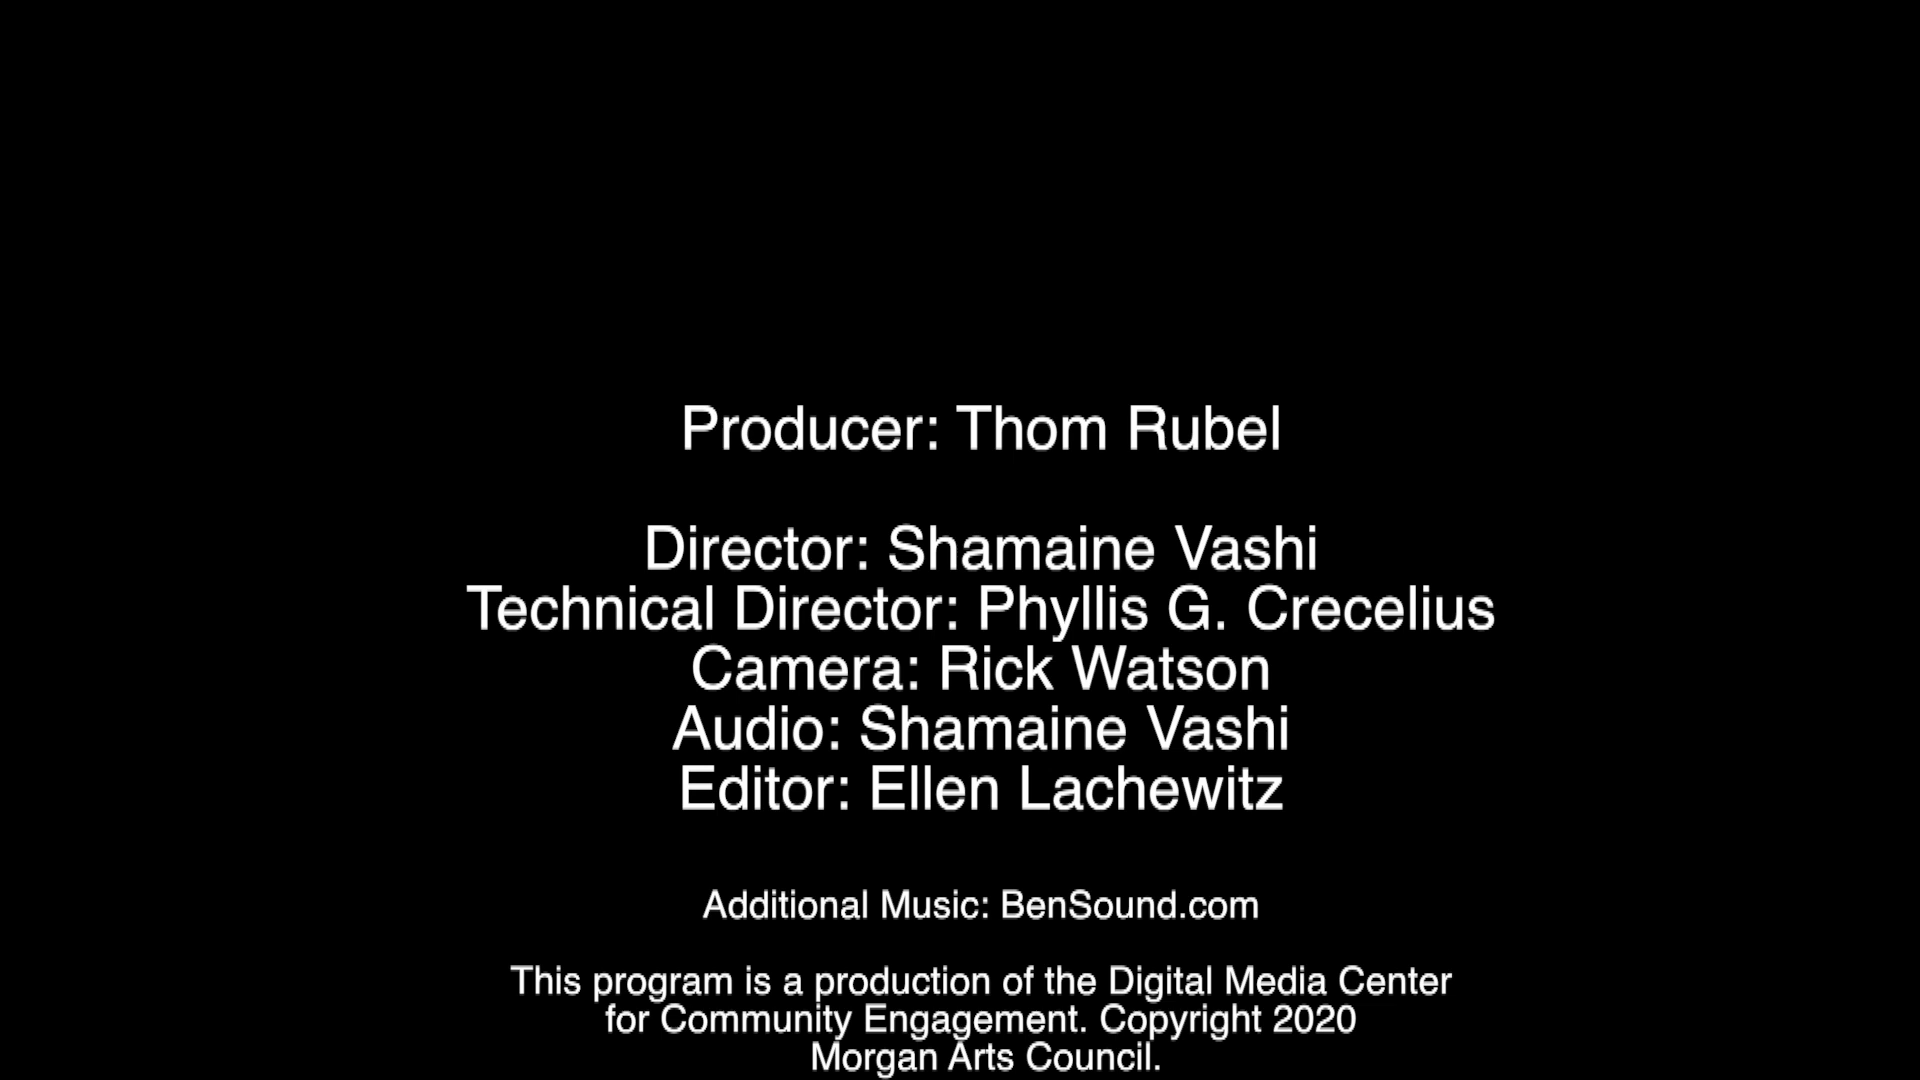 Producer: Thom Rubel
Director: Shamaine Vashi
Technical Director: Phyllis G. Crecelius
Camera: Rick Watson
Audio: Shamaine Vashi
Editor: Ellen Lachewitz
Additional Music: BenSound.com
This program is a production of the Digital Media Center
for Community Engagement. Copyright 2020
Morgan Arts Council.